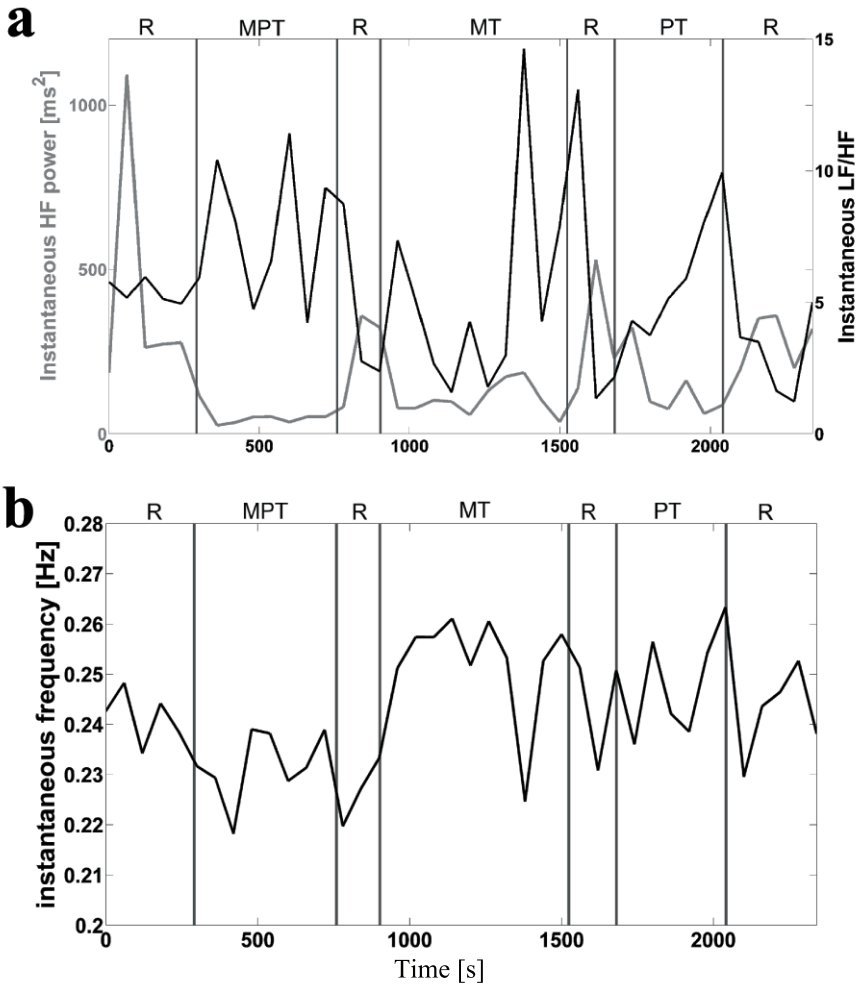 a
R MPT R MT R PT R
Instantaneous HF power [ms²]
1000
500
0
15
10
5
0
Instantaneous LF/HF
0 500 1000 1500 2000
b
R MPT R MT R PT R
instantaneous frequency [Hz]
0.28
0.27
0.26
0.25
0.24
0.23
0.22
0.21
0.2
0 500 1000 1500 2000
Time [s]